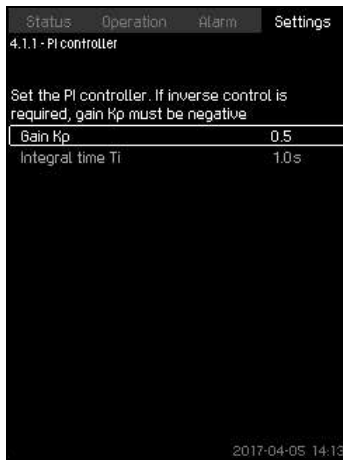 Status Operation Alarm Settings
4.1.1 - PI controller
Set the PI controller. If inverse control is
required, gain Kp must be negative
Gain Kp 0.5
Integral time Ti 1.0s
2017-04-05 14:13